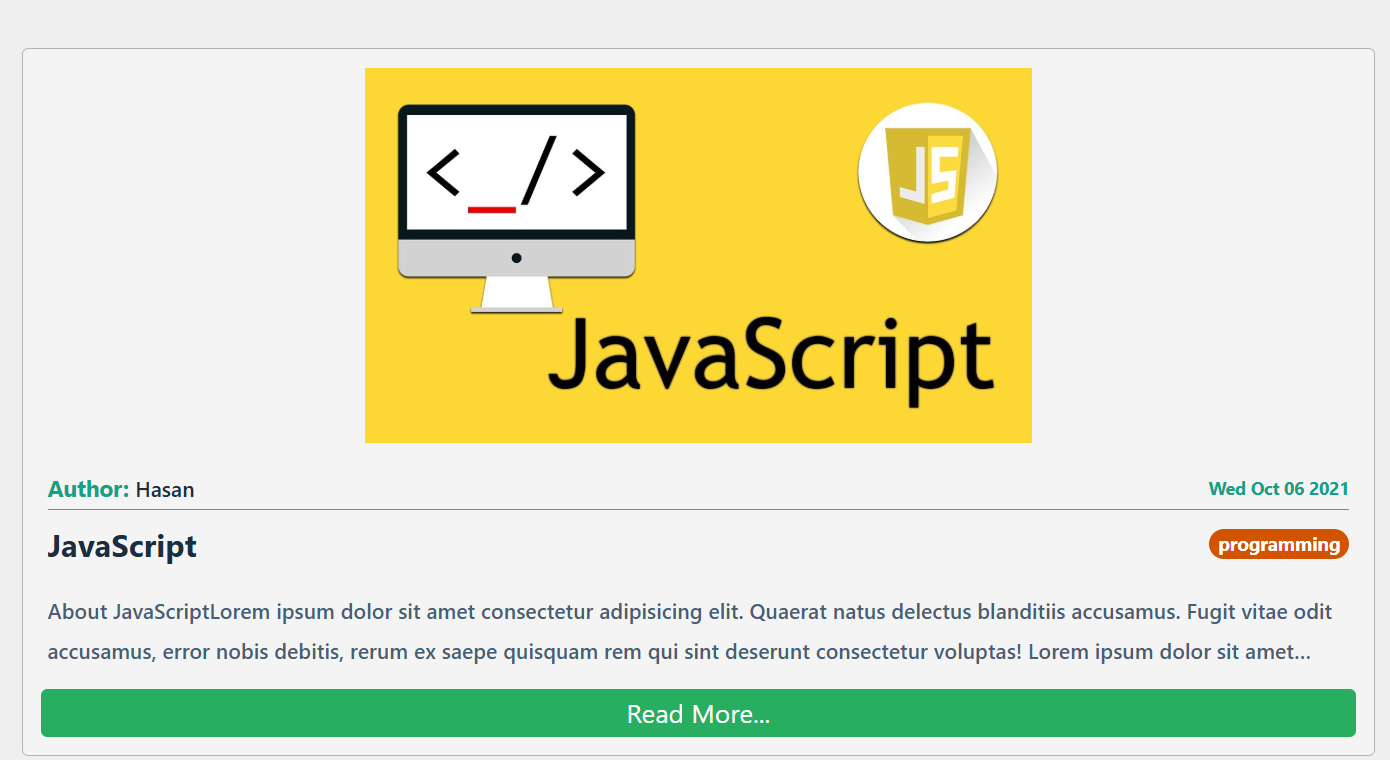 <_/>
JS
JavaScript
Author: Hasan
Wed Oct 06 2021
JavaScript
programming
About JavaScriptLorem ipsum dolor sit amet consectetur adipisicing elit. Quaerat natus delectus blanditiis accusamus. Fugit vitae odit
accusamus, error nobis debitis, rerum ex saepe quisquam rem qui sint deserunt consectetur voluptas! Lorem ipsum dolor sit amet...
Read More...